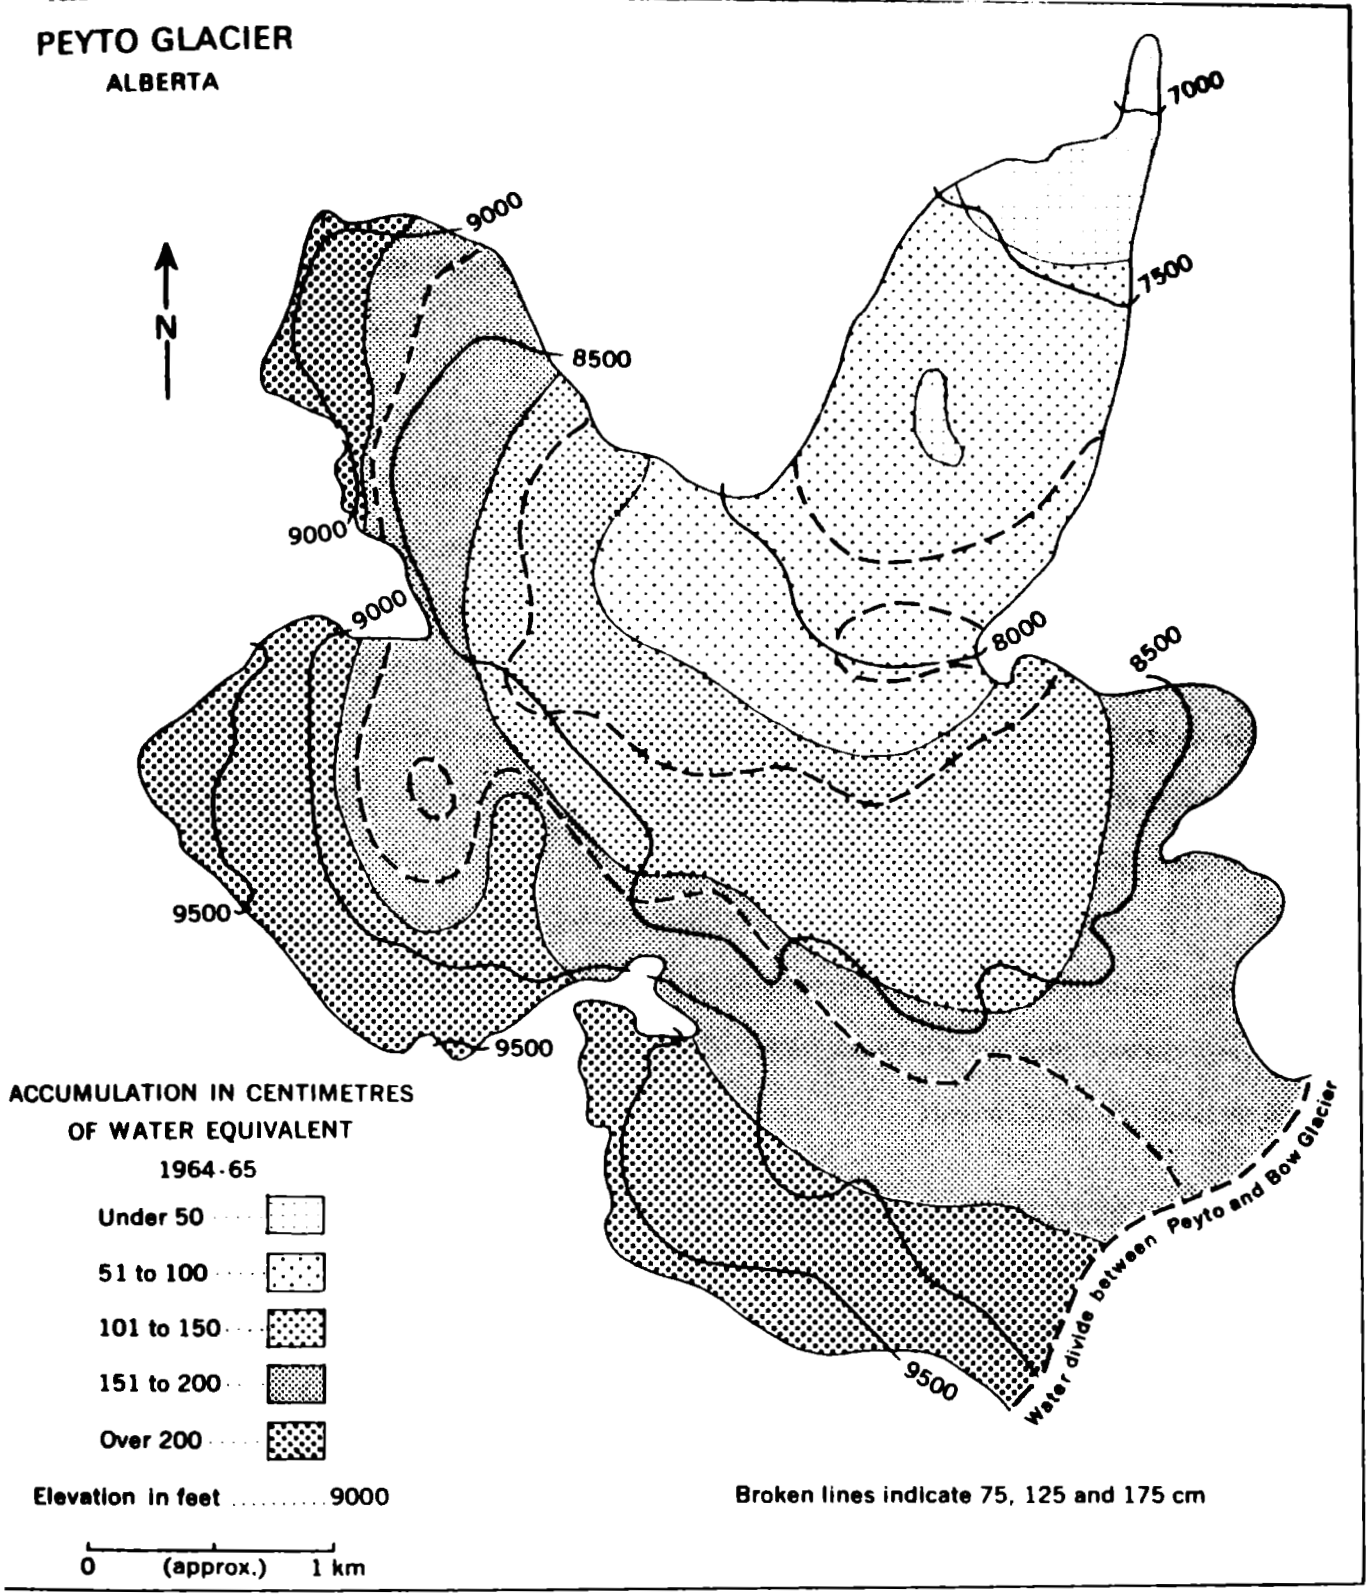 PEYTO GLACIER
ALBERTA
7000
9000
7500
N
8500
9000
9000
8000
8500
9500
9500
ACCUMULATION IN CENTIMETRES
OF WATER EQUIVALENT
1964-65
Under 50
51 to 100
101 to 150
151 to 200
Over 200
Elevation in feet ..........9000
Water divide between Peyto and Bow Glacier
9500
Broken lines indicate 75, 125 and 175 cm
0 (approx.) 1 km